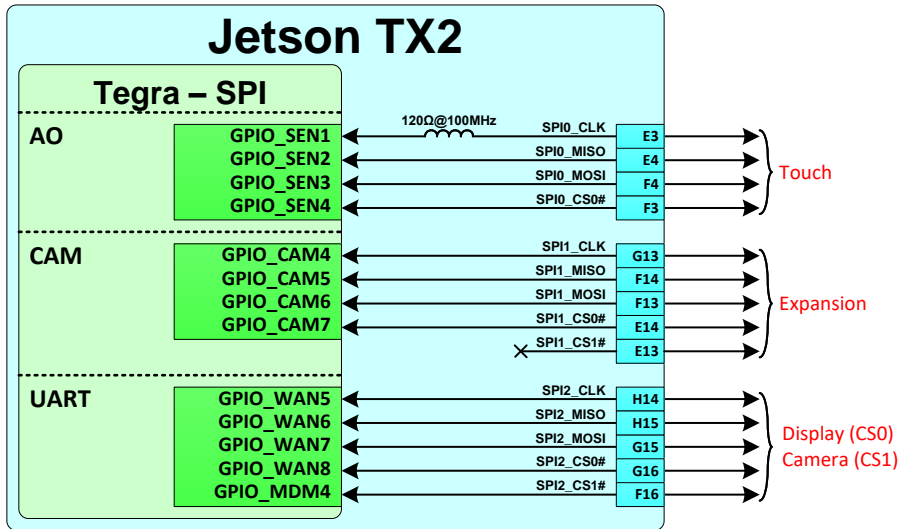 Jetson TX2
Tegra – SPI
AO
120Ω@100MHz
GPIO_SEN1 SPI0_CLK E3
GPIO_SEN2 SPI0_MISO E4
GPIO_SEN3 SPI0_MOSI F4
GPIO_SEN4 SPI0_CS0# F3
Touch
CAM
GPIO_CAM4 SPI1_CLK G13
GPIO_CAM5 SPI1_MISO F14
GPIO_CAM6 SPI1_MOSI F13
GPIO_CAM7 SPI1_CS0# E14
SPI1_CS1# E13
Expansion
UART
GPIO_WAN5 SPI2_CLK H14
GPIO_WAN6 SPI2_MISO H15
GPIO_WAN7 SPI2_MOSI G15
GPIO_WAN8 SPI2_CS0# G16
GPIO_MDM4 SPI2_CS1# F16
Display (CS0)
Camera (CS1)